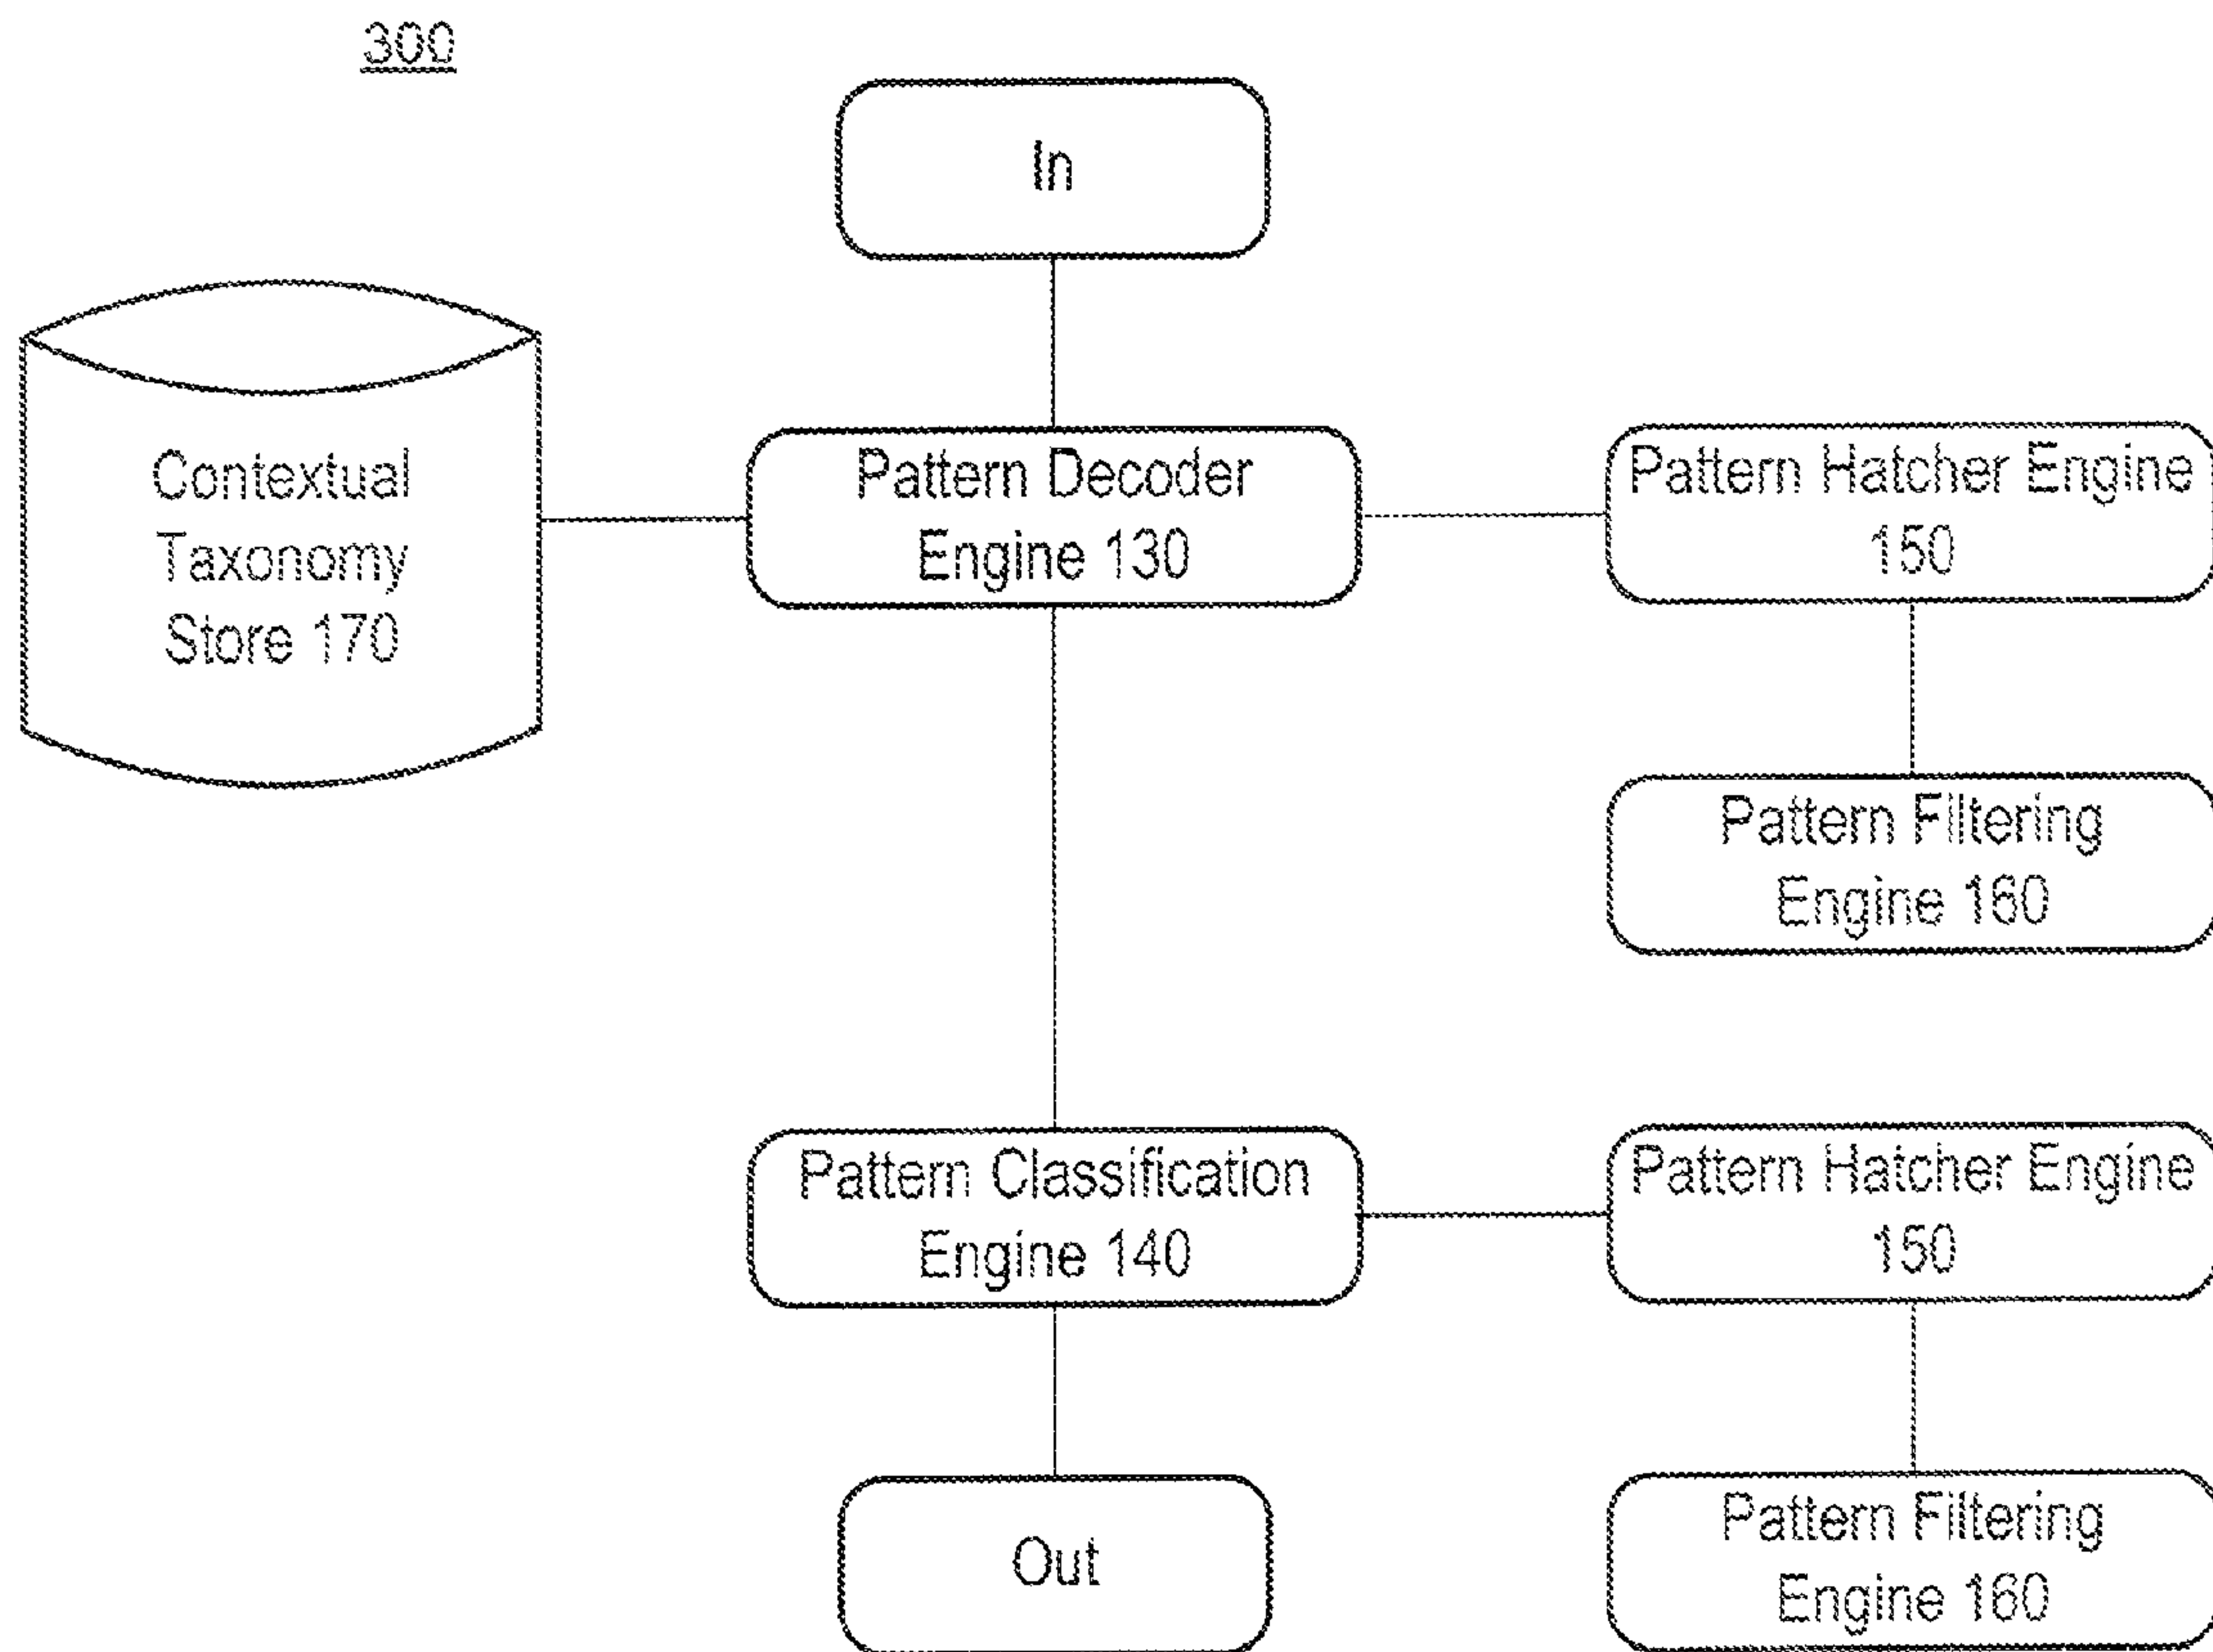 300
In
Contextual
Taxonomy
Store 170
Pattern Decoder
Engine 130
Pattern Hatcher Engine
150
Pattern Filtering
Engine 160
Pattern Classification
Engine 140
Pattern Hatcher Engine
150
Out
Pattern Filtering
Engine 160